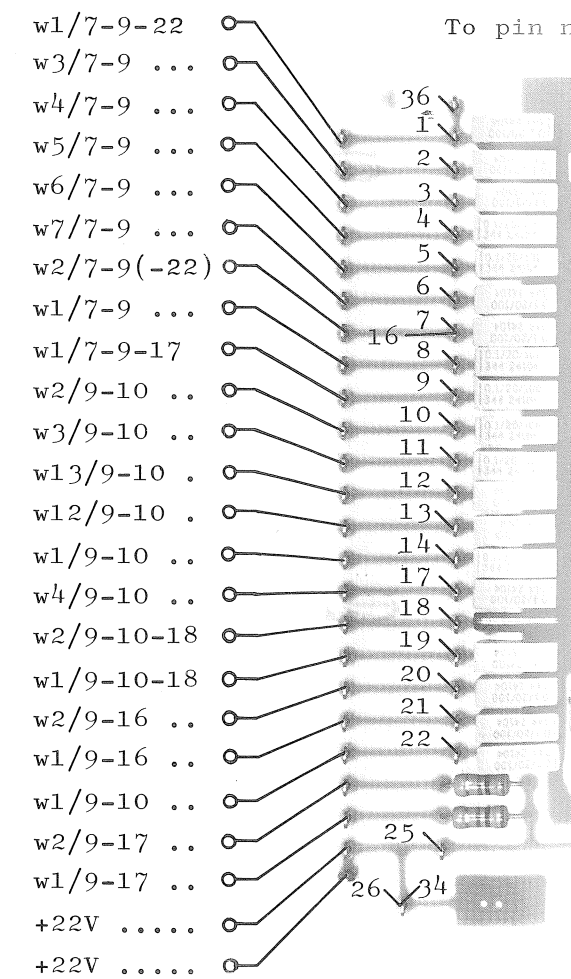 To pin
w1/7-9-22
w3/7-9 ...
w4/7-9 ...
w5/7-9 ...
w6/7-9 ...
w7/7-9 ...
w2/7-9(-22)
w1/7-9 ...
w1/7-9-17
w2/9-10 ..
w3/9-10 ..
w13/9-10 .
w12/9-10 .
w1/9-10 ..
w4/9-10 ..
w2/9-10-18
w1/9-10-18
w2/9-16 ..
w1/9-16 ..
w1/9-10 ..
w2/9-17 ..
w1/9-17 ..
+22V .....
+22V .....
36
1
2
3
4
5
6
7
16
8
9
10
11
12
13
14
17
18
19
20
21
22
25
26
34